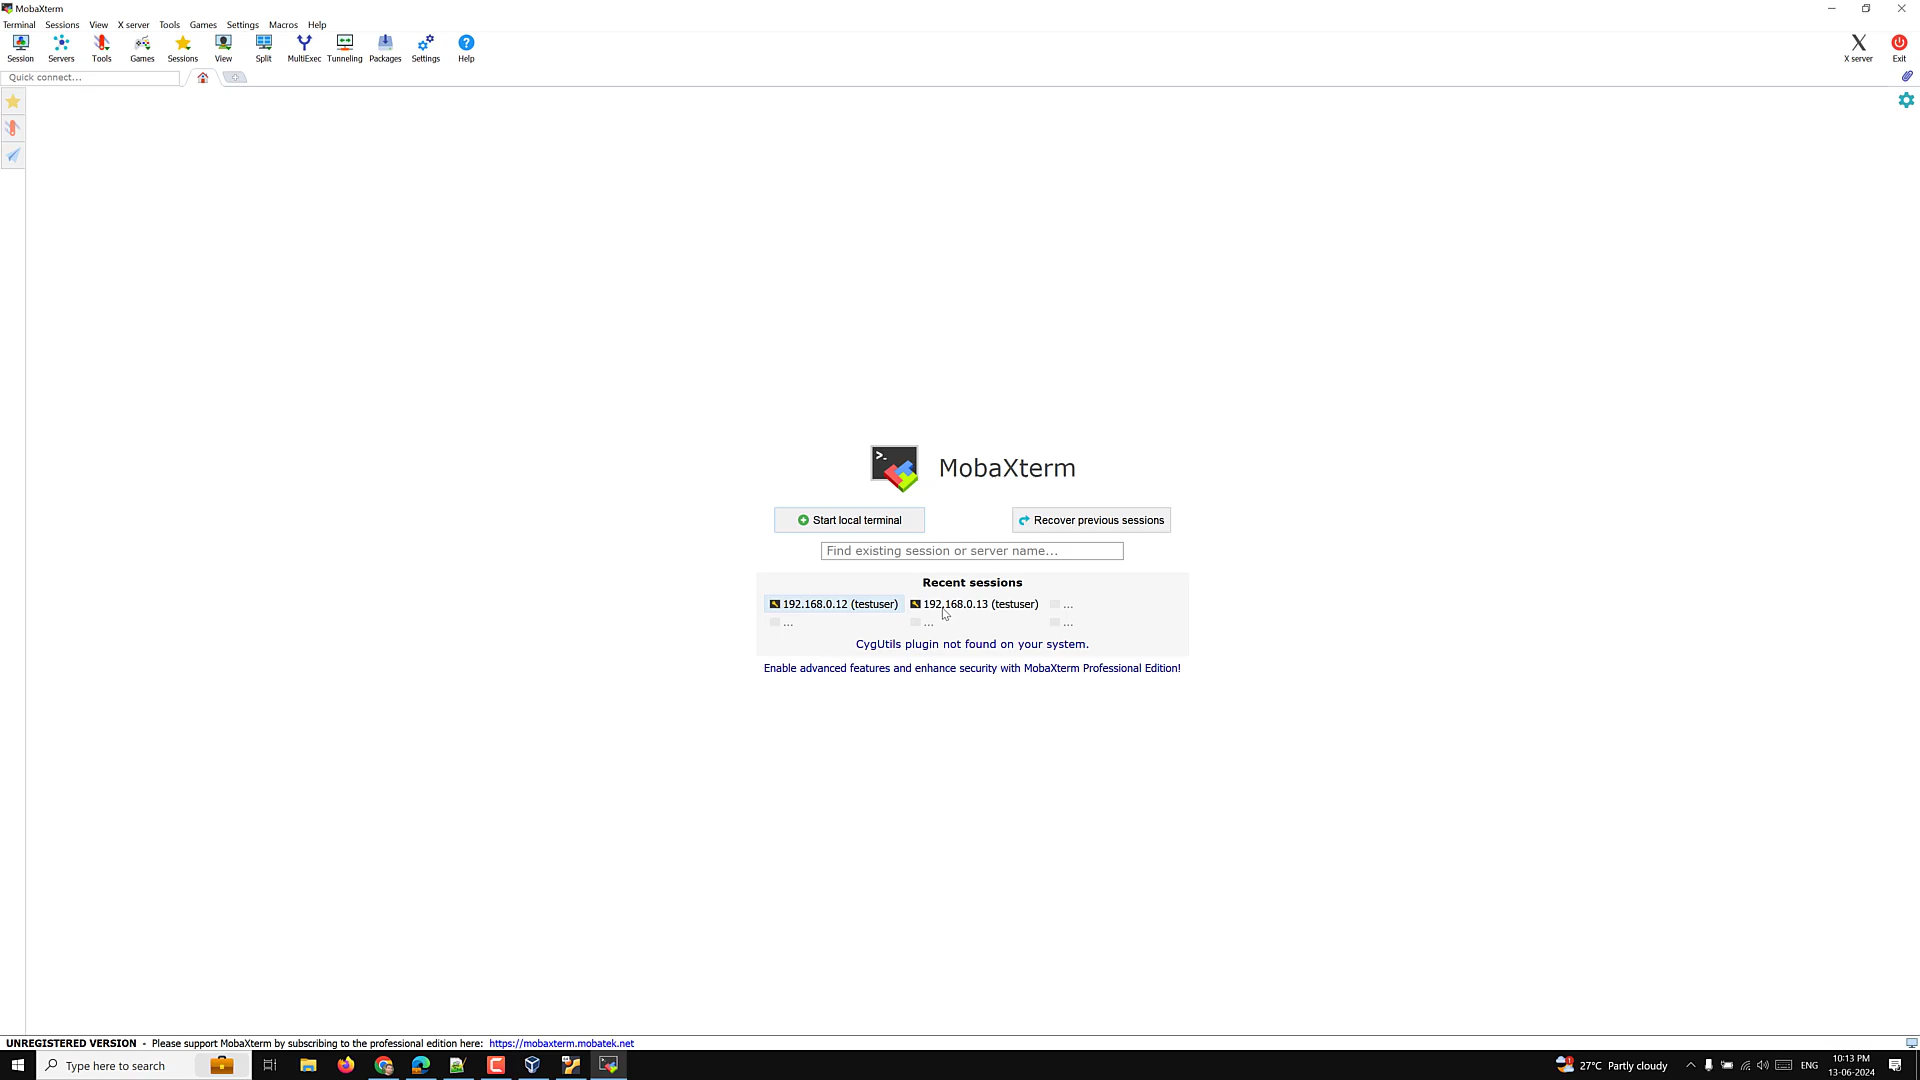 MobaXterm
Terminal Sessions View X server Tools Games Settings Macros Help
Session Servers Tools Games Sessions View Split MultiExec Tunneling Packages Settings Help X server Exit
Quick connect...
>_ MobaXterm
Start local terminal Recover previous sessions
Find existing session or server name...
Recent sessions
192.168.0.12 (testuser) 192.168.0.13 (testuser) ...
... ... ...
CygUtils plugin not found on your system.
Enable advanced features and enhance security with MobaXterm Professional Edition!
UNREGISTERED VERSION - Please support MobaXterm by subscribing to the professional edition here: https://mobaxterm.mobatek.net
Type here to search 27°C Partly cloudy ENG 10:13 PM
13-06-2024